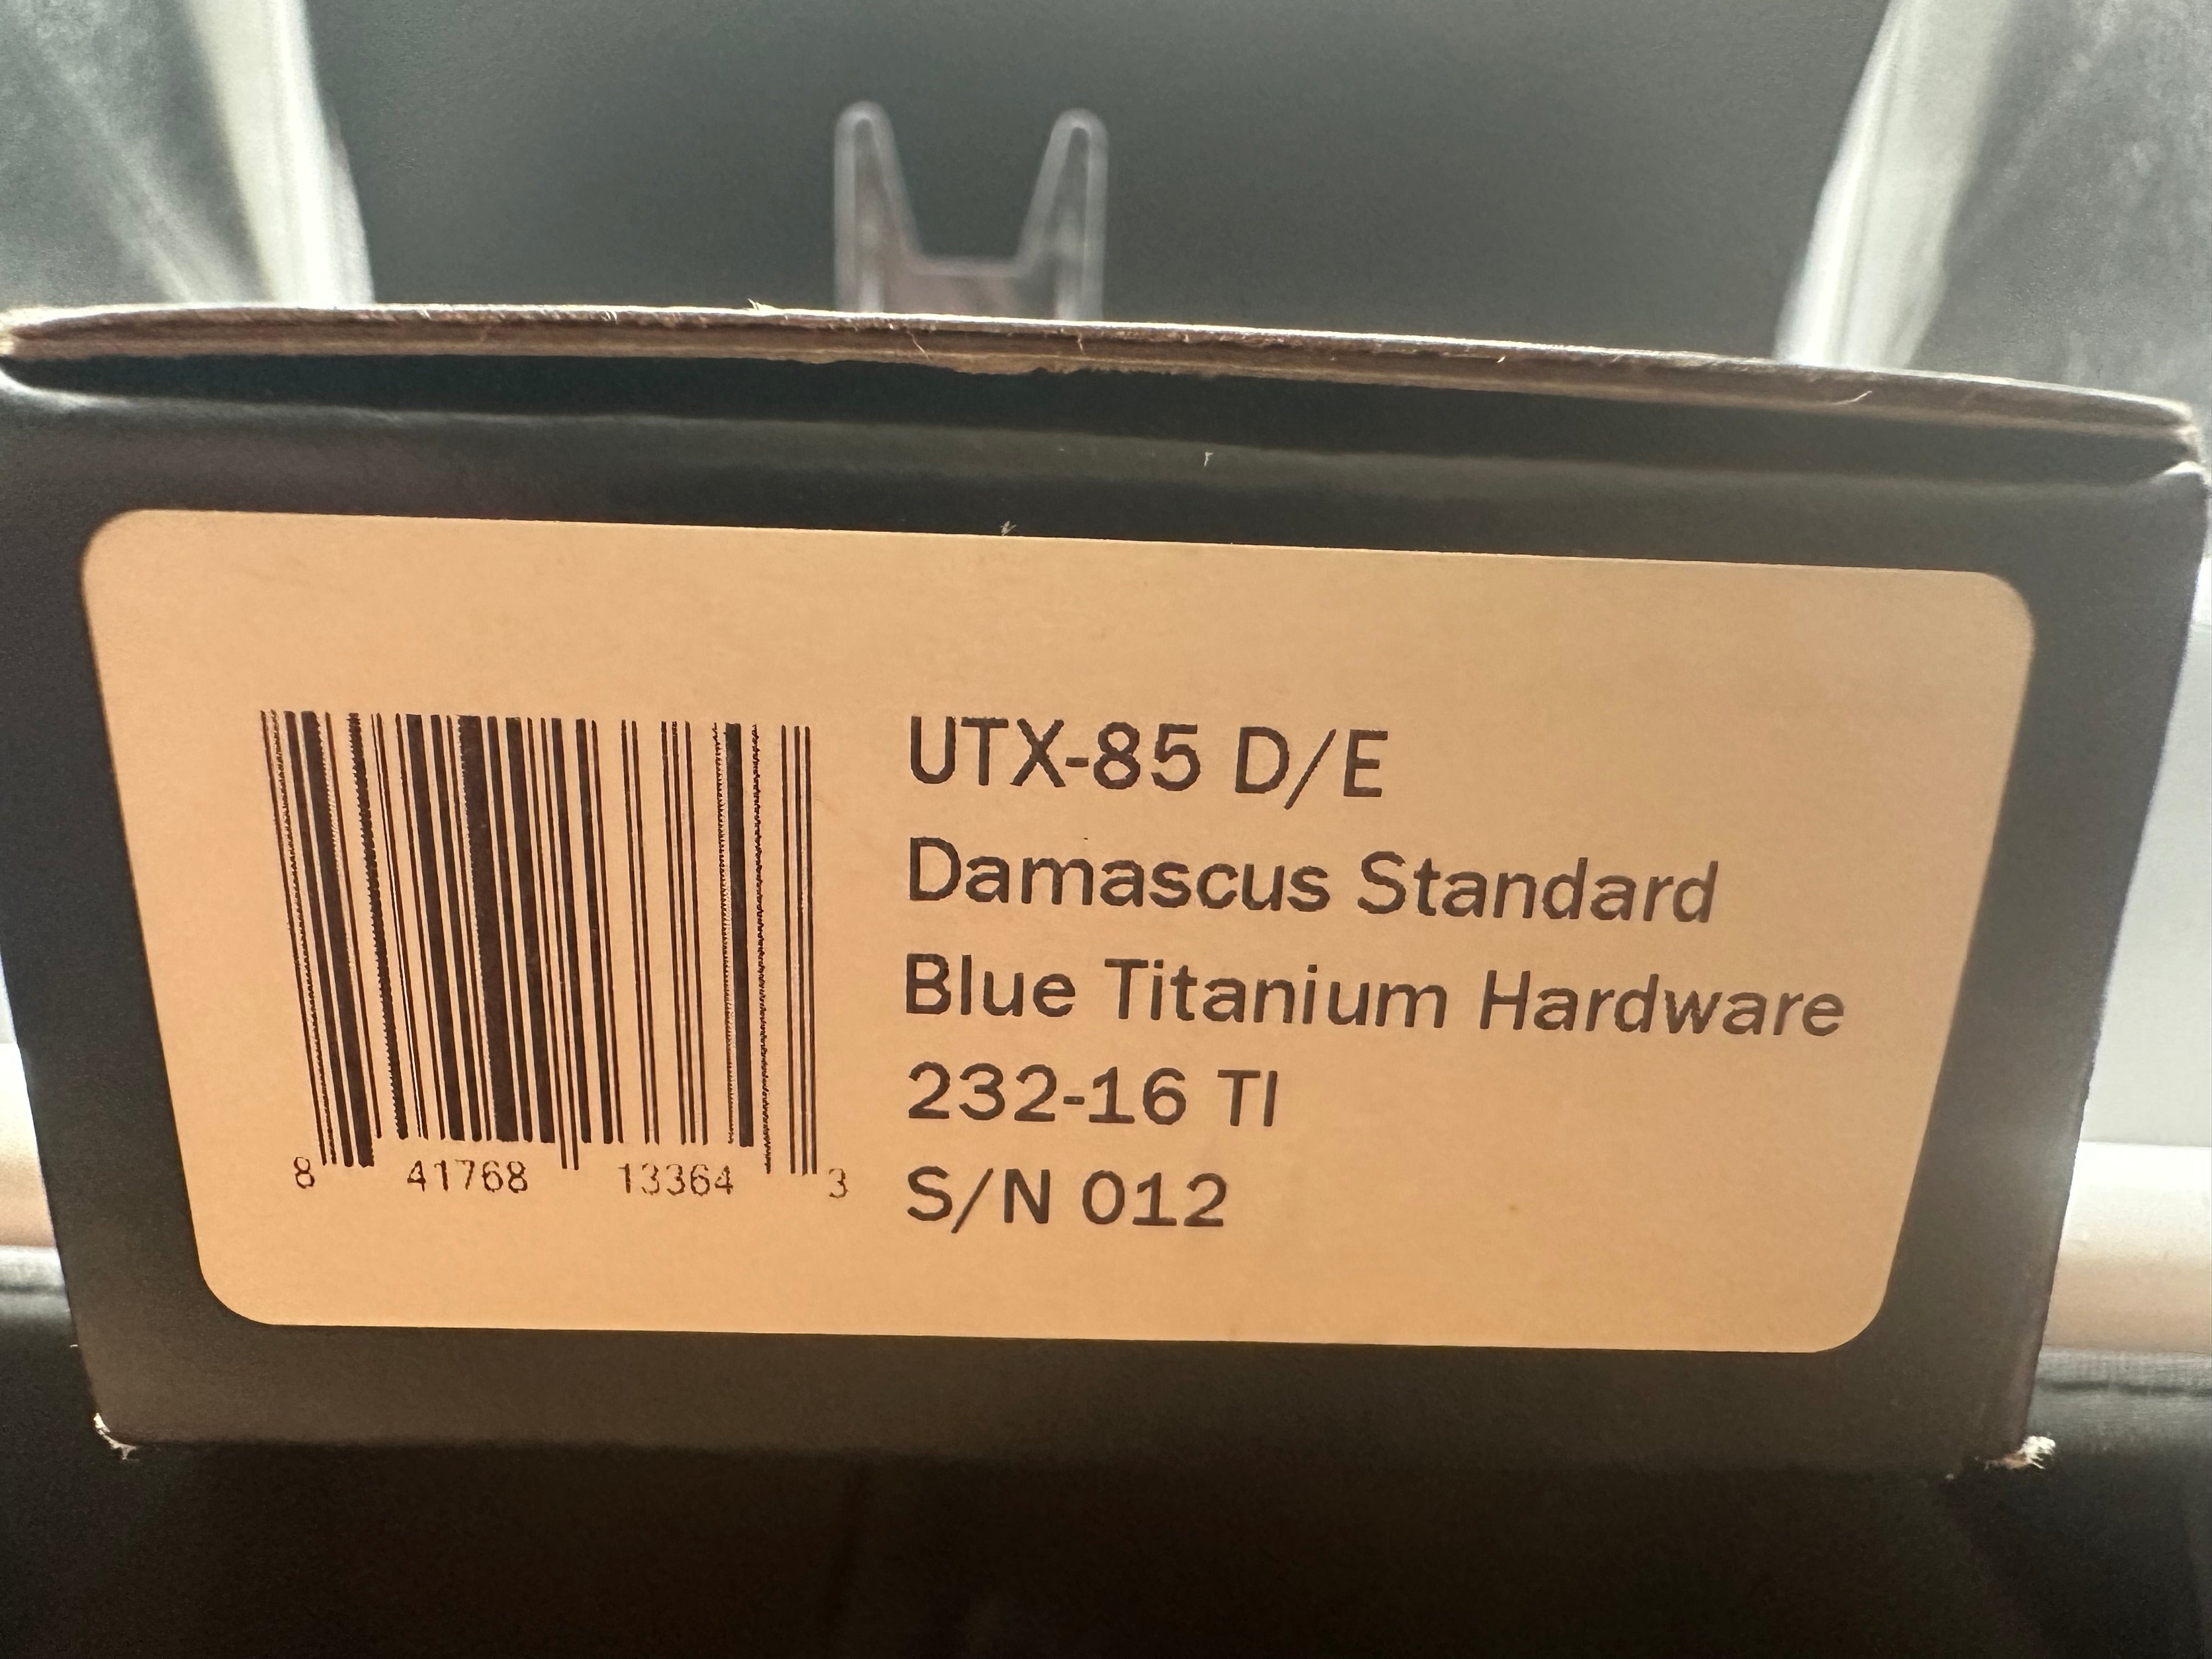 UTX-85 D/E
Damascus Standard
Blue Titanium Hardware
232-16 TI
S/N 012
8 41768 13364 3